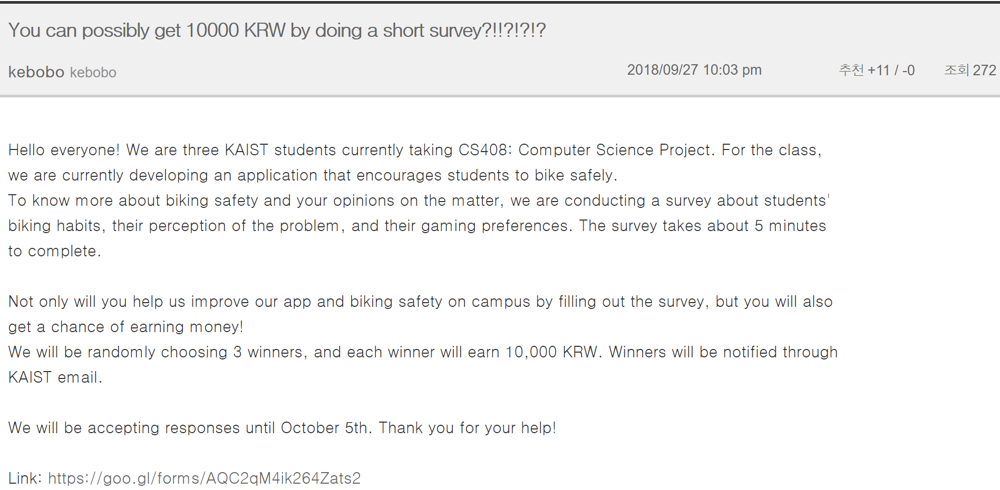 You can possibly get 10000 KRW by doing a short survey?!!?!?!?
kebobo kebobo 2018/09/27 10:03 pm 추천 +11 / -0 조회 272
Hello everyone! We are three KAIST students currently taking CS408: Computer Science Project. For the class,
we are currently developing an application that encourages students to bike safely.
To know more about biking safety and your opinions on the matter, we are conducting a survey about students'
biking habits, their perception of the problem, and their gaming preferences. The survey takes about 5 minutes
to complete.
Not only will you help us improve our app and biking safety on campus by filling out the survey, but you will also
get a chance of earning money!
We will be randomly choosing 3 winners, and each winner will earn 10,000 KRW. Winners will be notified through
KAIST email.
We will be accepting responses until October 5th. Thank you for your help!
Link: https://goo.gl/forms/AQC2qM4ik264Zats2